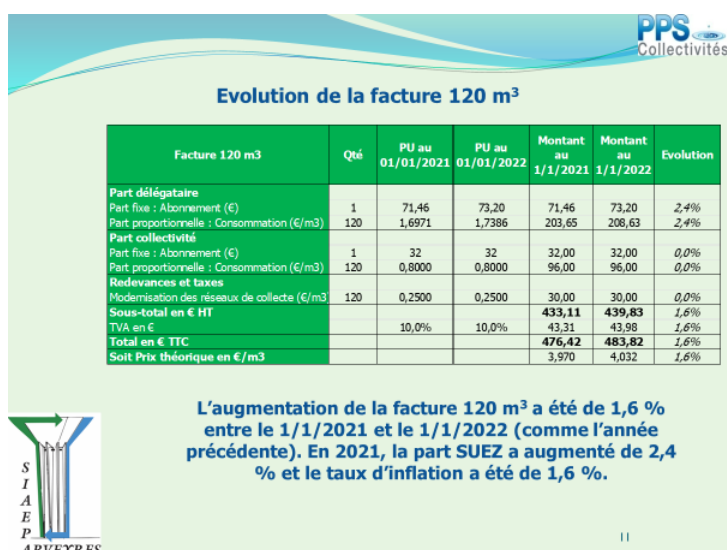 PPS
Collectivités
Evolution de la facture 120 m³
Facture 120 m3 Qté PU au 01/01/2021 PU au 01/01/2022 Montant au 1/1/2021 Montant au 1/1/2022 Evolution
Part délégataire
Part fixe : Abonnement (€) 1 71,46 73,20 71,46 73,20 2,4%
Part proportionnelle : Consommation (€/m3) 120 1,6971 1,7386 203,65 208,63 2,4%
Part collectivité
Part fixe : Abonnement (€) 1 32 32 32,00 32,00 0,0%
Part proportionnelle : Consommation (€/m3) 120 0,8000 0,8000 96,00 96,00 0,0%
Redevances et taxes
Modernisation des réseaux de collecte (€/m3 120 0,2500 0,2500 30,00 30,00 0,0%
Sous-total en € HT 433,11 439,83 1,6%
TVA en € 10,0% 10,0% 43,31 43,98 1,6%
Total en € TTC 476,42 483,82 1,6%
Soit Prix théorique en €/m3 3,970 4,032 1,6%
L'augmentation de la facture 120 m³ a été de 1,6 %
entre le 1/1/2021 et le 1/1/2022 (comme l'année
précédente). En 2021, la part SUEZ a augmenté de 2,4
% et le taux d'inflation a été de 1,6 %.
SIAEP
11